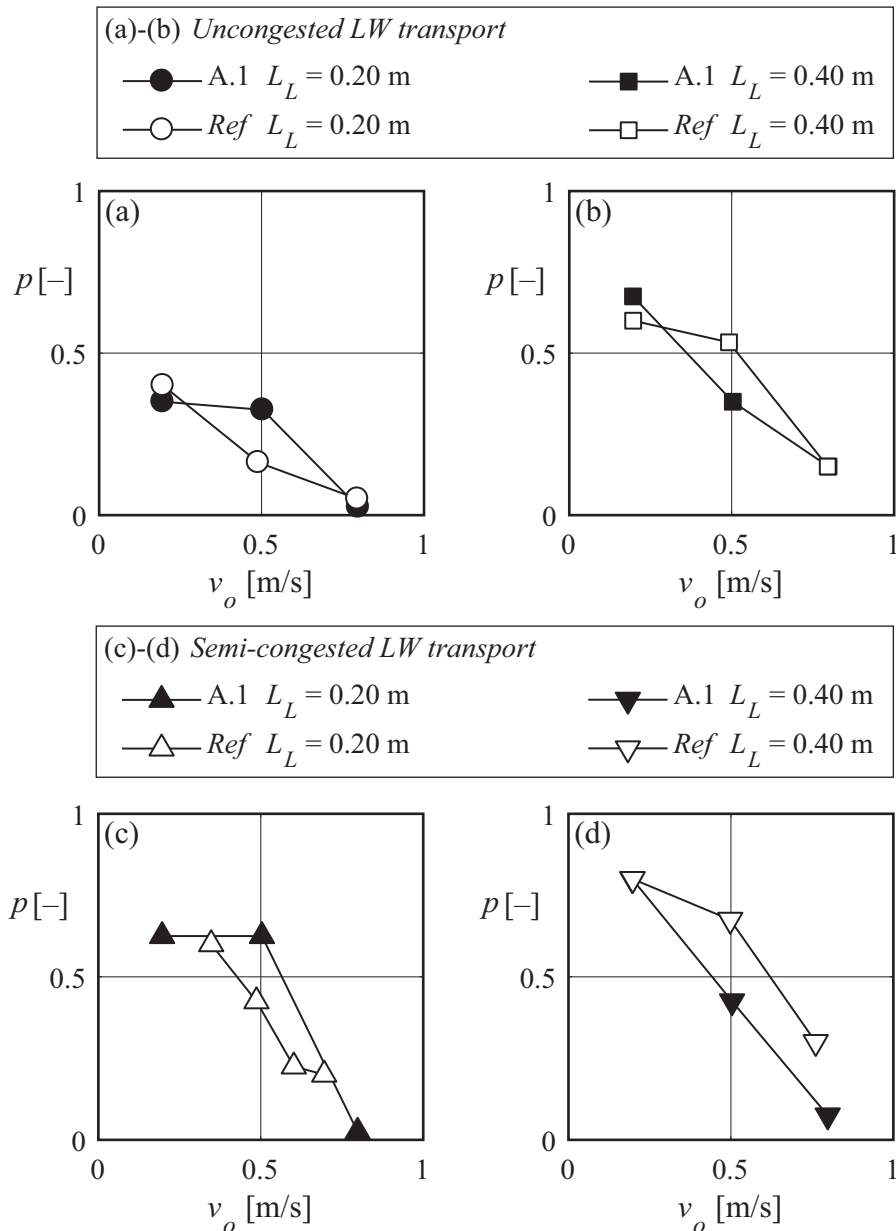 (a)-(b) Uncongested LW transport
A.1 L_L = 0.20 m
A.1 L_L = 0.40 m
Ref L_L = 0.20 m
Ref L_L = 0.40 m
(a)
1
p [–]
0.5
0
0 0.5 1
v_o [m/s]
(b)
1
p [–]
0.5
0
0 0.5 1
v_o [m/s]
(c)-(d) Semi-congested LW transport
A.1 L_L = 0.20 m
A.1 L_L = 0.40 m
Ref L_L = 0.20 m
Ref L_L = 0.40 m
(c)
1
p [–]
0.5
0
0 0.5 1
v_o [m/s]
(d)
1
p [–]
0.5
0
0 0.5 1
v_o [m/s]